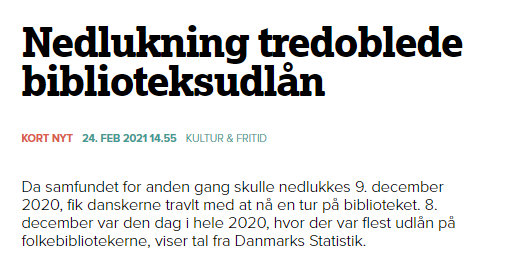 Nedlukning tredoblede
biblioteksudlån
KORT NYT 24. FEB 2021 14.55 KULTUR & FRITID
Da samfundet for anden gang skulle nedlukkes 9. december
2020, fik danskerne travlt med at nå en tur på biblioteket. 8.
december var den dag i hele 2020, hvor der var flest udlån på
folkebibliotekerne, viser tal fra Danmarks Statistik.